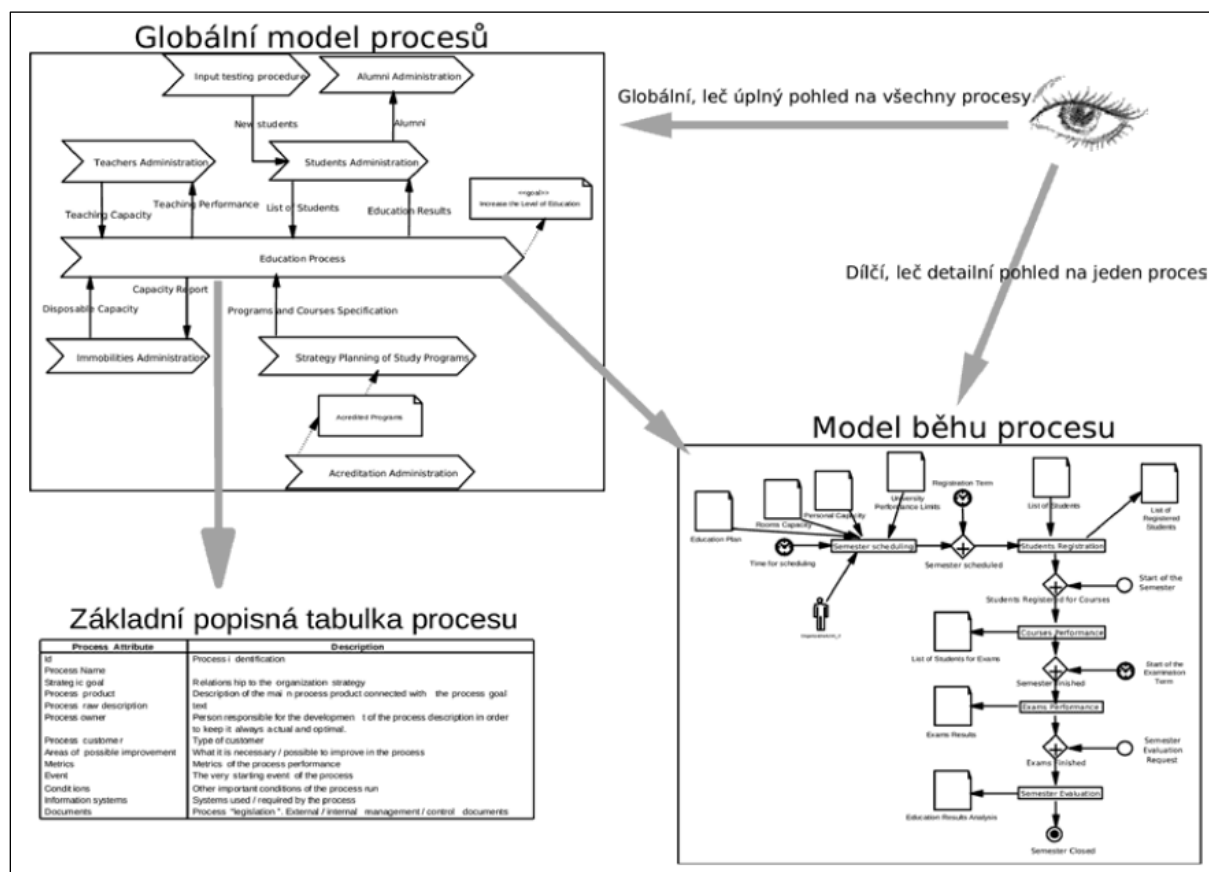 Globální model procesů
Input testing procedure
Alumni Administration
New students
Alumni
Teachers Administration
Students Administration
Teaching Capacity
Teaching Performance
List of Students
Education Results
<<goal>>
Increase the Level of Education
Education Process
Capacity Report
Disposable Capacity
Programs and Courses Specification
Immobilities Administration
Strategy Planning of Study Programs
Acredited Programs
Acreditation Administration
Globální, leč úplný pohled na všechny procesy
Dílčí, leč detailní pohled na jeden proces
Základní popisná tabulka procesu
Process Attribute Description
Id Process i dentification
Process Name
Strateg ic goal Relations hip to the organization strategy
Process product Description of the mai n process product connected with the process goal
Process raw description text
Process owner Person responsible for the developmen t of the process description in order
to keep it always actual and optimal.
Process customer Type of customer
Areas of possible improvement What it is necessary / possible to improve in the process
Metrics Metrics of the process performance
Event The very starting event of the process
Conditions Other important conditions of the process run
Information systems Systems used / required by the process
Documents Process "legislation ". External / internal management / control documents
Model běhu procesu
Education Plan
Rooms Capacity
Personal Capacity
University
Performance Limits
Registration Term
List of Students
List of
Registered
Students
Time for scheduling
Semester scheduling
Semester scheduled
Students Registration
Start of the
Semester
Students Registered for Courses
Courses Performance
List of Students for Exams
Semester finished
Start of the
Examination
Term
Exams Performance
Exams Results
Exams Finished
Semester
Evaluation
Request
Semester Evaluation
Education Results Analysis
Semester Closed